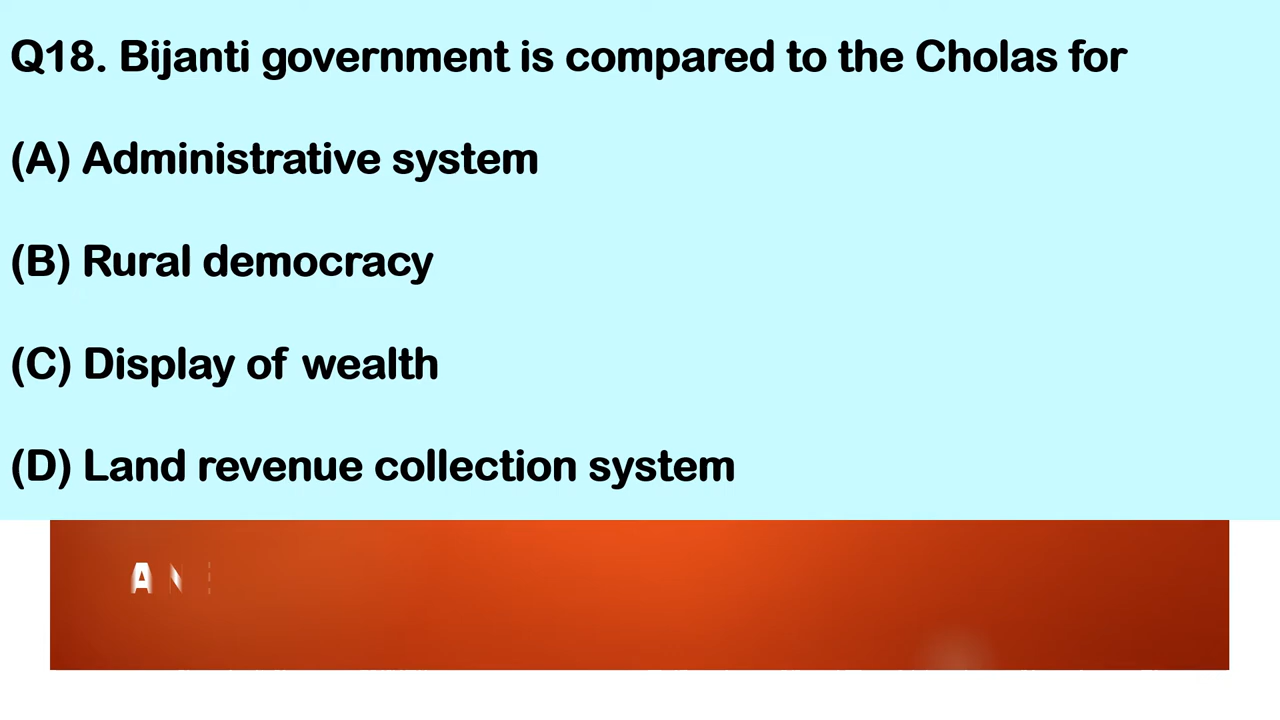 Q18. Bijanti government is compared to the Cholas for
(A) Administrative system
(B) Rural democracy
(C) Display of wealth
(D) Land revenue collection system
A N